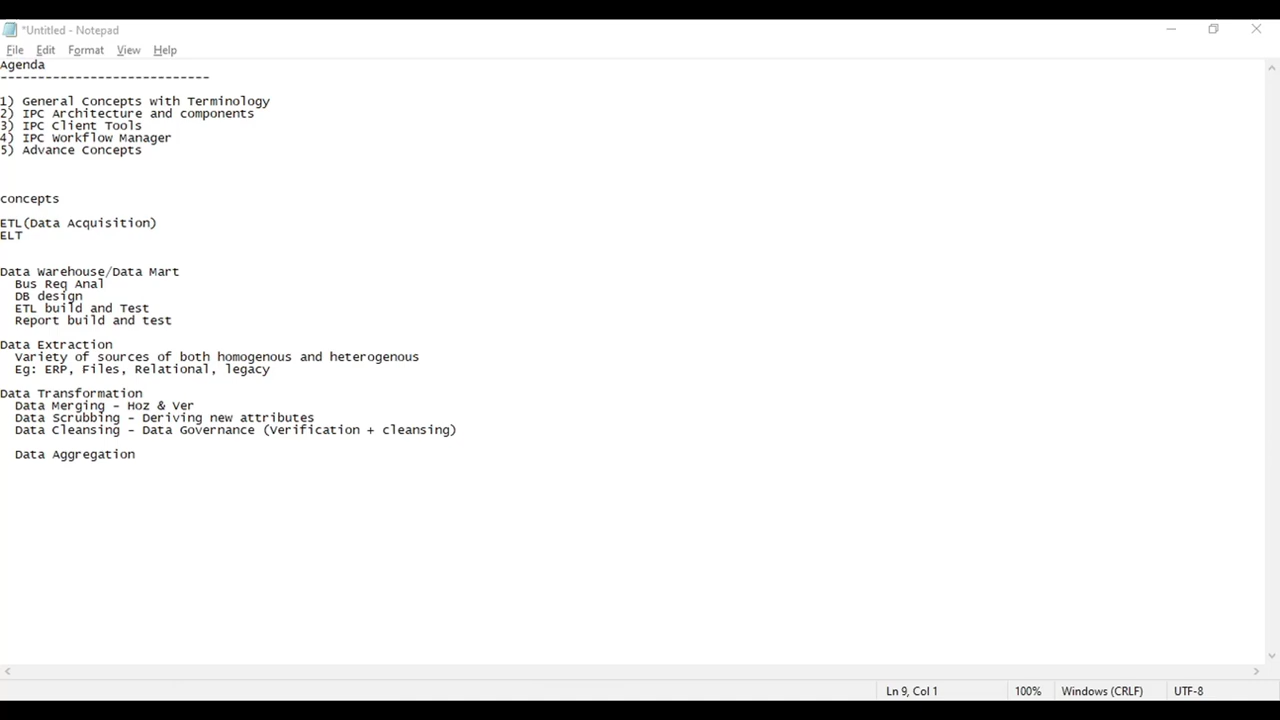 *Untitled - Notepad
File Edit Format View Help
Agenda
----------------------------
1) General Concepts with Terminology
2) IPC Architecture and components
3) IPC Client Tools
4) IPC Workflow Manager
5) Advance Concepts
concepts
ETL(Data Acquisition)
ELT
Data Warehouse/Data Mart
Bus Req Anal
DB design
ETL build and Test
Report build and test
Data Extraction
Variety of sources of both homogenous and heterogenous
Eg: ERP, Files, Relational, legacy
Data Transformation
Data Merging - Hoz & Ver
Data Scrubbing - Deriving new attributes
Data Cleansing - Data Governance (Verification + cleansing)
Data Aggregation
Ln 9, Col 1 100% Windows (CRLF) UTF-8